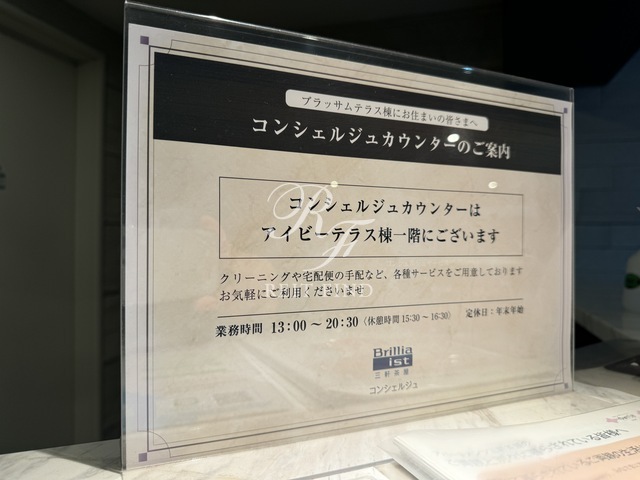 ブラッサムテラス棟にお住まいの皆さまへ
コンシェルジュカウンターのご案内
コンシェルジュカウンターは
アイビーテラス棟一階にございます
クリーニングや宅配便の手配など、各種サービスをご用意しております
お気軽にご利用くださいませ
業務時間 13:00～20:30（休憩時間 15:30～16:30） 定休日：年末年始
Brillia
ist
三軒茶屋
コンシェルジュ
RF